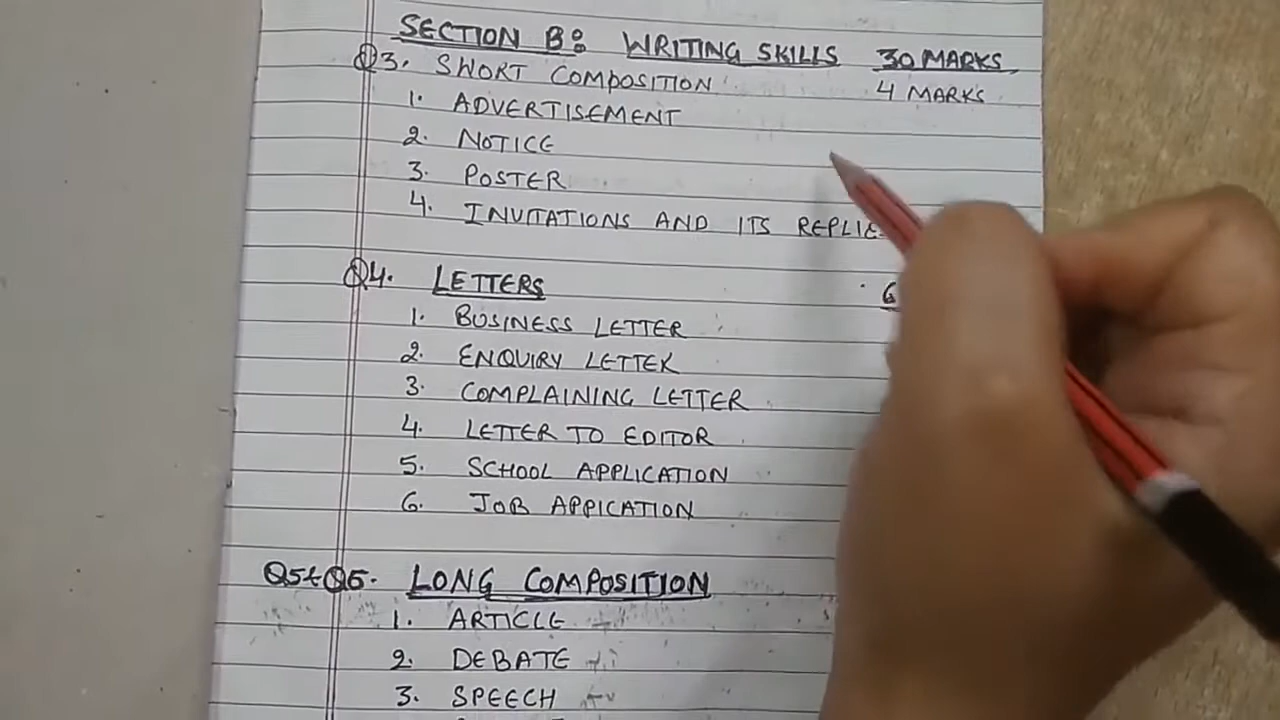 SECTION B: WRITING SKILLS 30 MARKS
Q3. SHORT COMPOSITION 4 MARKS
1. ADVERTISEMENT
2. NOTICE
3. POSTER
4. INVITATIONS AND ITS REPLIE
Q4. LETTERS 6
1. BUSINESS LETTER
2. ENQUIRY LETTER
3. COMPLAINING LETTER
4. LETTER TO EDITOR
5. SCHOOL APPLICATION
6. JOB APPICATION
Q5+Q6. LONG COMPOSITION
1. ARTICLE
2. DEBATE
3. SPEECH